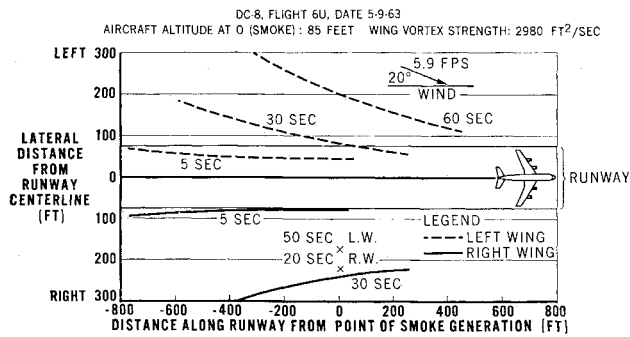 DC-8, FLIGHT 6U, DATE 5-9-63
AIRCRAFT ALTITUDE AT 0 (SMOKE) : 85 FEET WING VORTEX STRENGTH: 2980 FT2/SEC
LEFT 300
200
100
0
100
200
RIGHT 300
LATERAL
DISTANCE
FROM
RUNWAY
CENTERLINE
(FT)
5.9 FPS
20°
WIND
30 SEC
60 SEC
5 SEC
RUNWAY
5 SEC
LEGEND
50 SEC L.W.
LEFT WING
20 SEC R.W.
RIGHT WING
30 SEC
-800 -600 -400 -200 0 200 400 600 800
DISTANCE ALONG RUNWAY FROM POINT OF SMOKE GENERATION (FT)